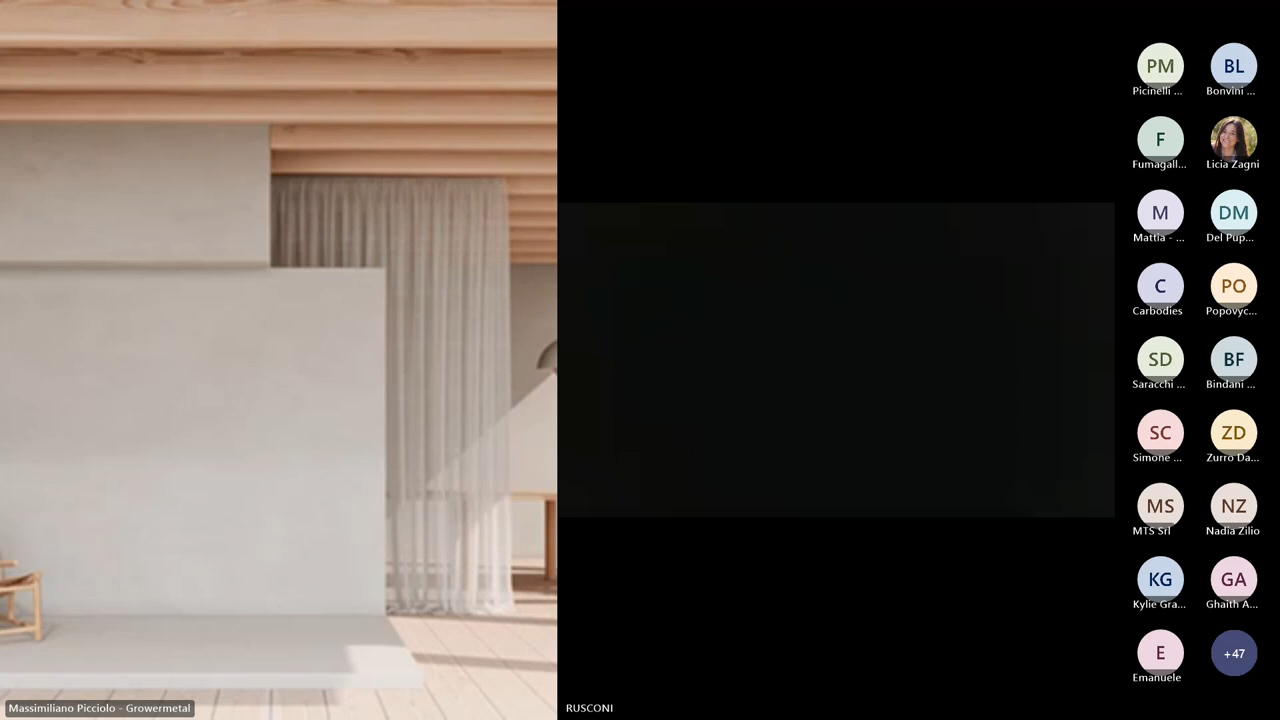 PM
BL
Picinelli ...
Bonvini ...
F
Fumagall...
Licia Zagni
M
DM
Mattia - ...
Del Pup...
C
PO
Carbodies
Popovyc...
SD
BF
Saracchi ...
Bindani ...
SC
ZD
Simone ...
Zurro Da...
MS
NZ
MTS Srl
Nadia Zilio
KG
GA
Kylie Gra...
Ghaith A...
E
+47
Emanuele
Massimiliano Picciolo - Growermetal
RUSCONI